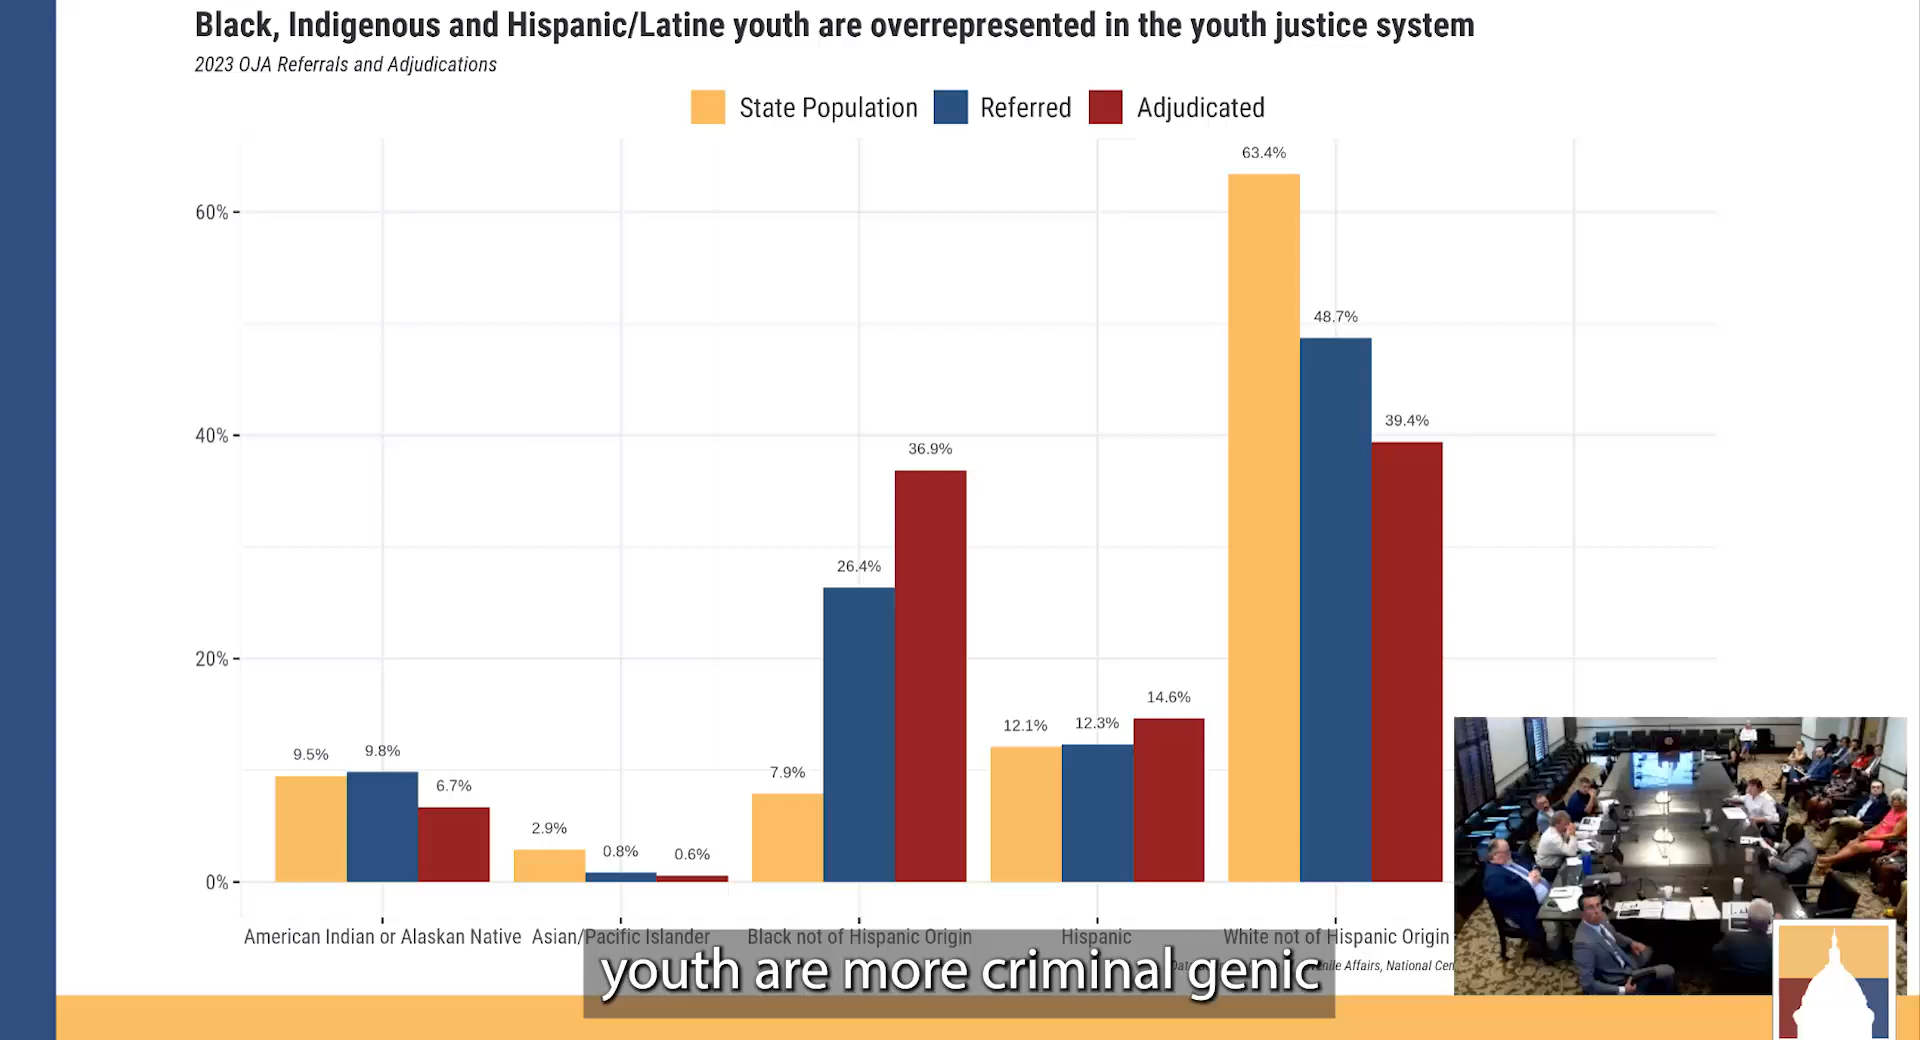 Black, Indigenous and Hispanic/Latine youth are overrepresented in the youth justice system
2023 OJA Referrals and Adjudications
State Population Referred Adjudicated
63.4%
60%
48.7%
40%
39.4%
36.9%
26.4%
20%
14.6%
12.1% 12.3%
9.5% 9.8%
7.9%
6.7%
2.9%
0.8% 0.6%
0%
American Indian or Alaskan Native Asian/Pacific Islander Black not of Hispanic Origin Hispanic White not of Hispanic Origin
Affairs, National Cen
youth are more criminal genic